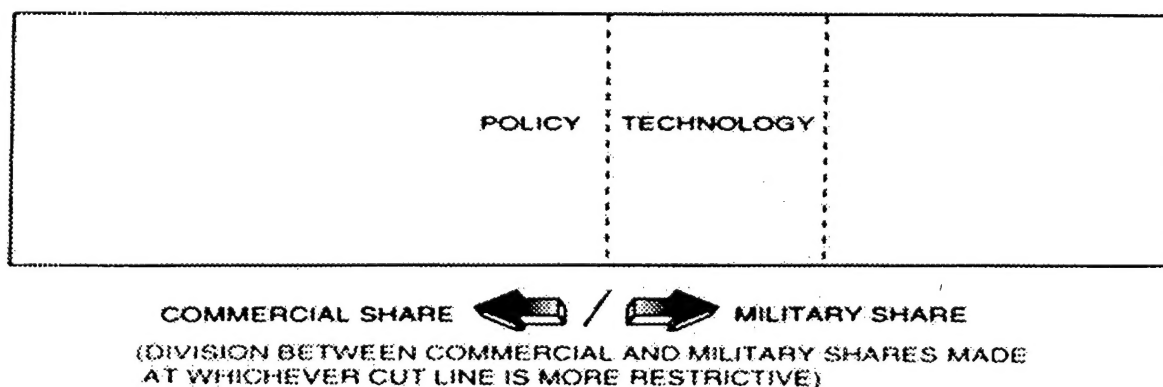 POLICY TECHNOLOGY
COMMERCIAL SHARE / MILITARY SHARE
(DIVISION BETWEEN COMMERCIAL AND MILITARY SHARES MADE
AT WHICHEVER CUT LINE IS MORE RESTRICTIVE)